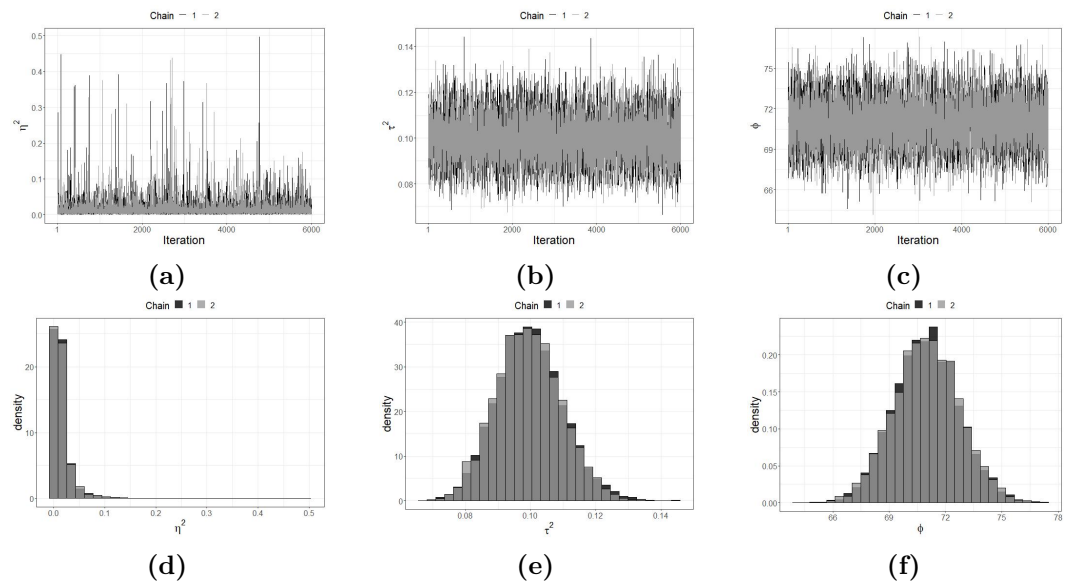 Chain 1 2
0.5
0.4
0.3
0.2
0.1
0.0
η²
1 2000 4000 6000
Iteration
(a)
Chain 1 2
0.14
0.12
0.10
0.08
τ²
1 2000 4000 6000
Iteration
(b)
Chain 1 2
75
72
69
66
ϕ
1 2000 4000 6000
Iteration
(c)
Chain 1 2
20
10
0
density
0.0 0.1 0.2 0.3 0.4 0.5
η²
(d)
Chain 1 2
40
30
20
10
0
density
0.08 0.10 0.12 0.14
τ²
(e)
Chain 1 2
0.20
0.15
0.10
0.05
0.00
density
66 69 72 75 78
ϕ
(f)